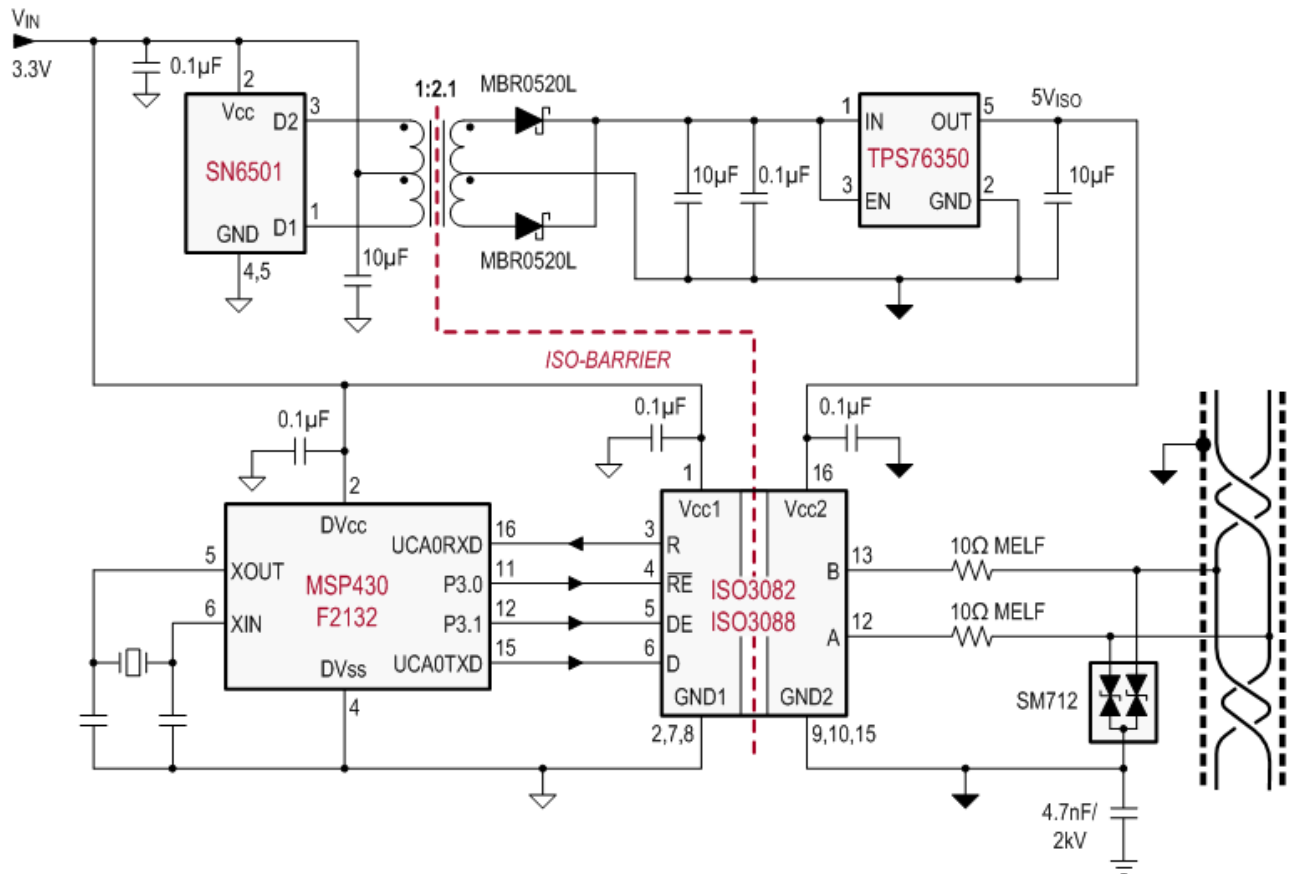 VIN
3.3V
0.1µF
2
Vcc
D2
3
SN6501
D1
1
GND
4,5
10µF
1:2.1
MBR0520L
MBR0520L
10µF
0.1µF
1
IN
OUT
5
TPS76350
3
EN
GND
2
5VISO
10µF
ISO-BARRIER
0.1µF
0.1µF
0.1µF
2
DVcc
5
XOUT
6
XIN
MSP430
F2132
UCA0RXD
16
P3.0
11
P3.1
12
UCA0TXD
15
DVss
4
1
Vcc1
16
Vcc2
3
R
4
RE
5
DE
6
D
ISO3082
ISO3088
B
13
A
12
GND1
GND2
2,7,8
9,10,15
10Ω MELF
10Ω MELF
SM712
4.7nF/
2kV